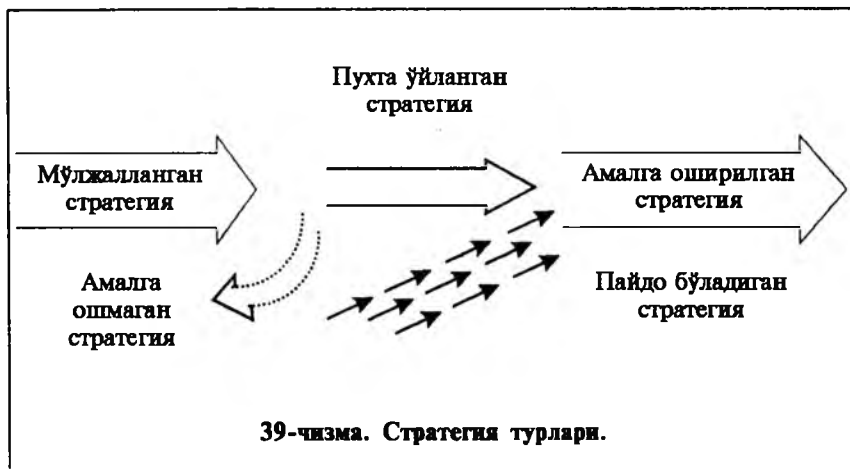 Пухта ўйланган
стратегия
Мўлжалланган
стратегия
Амалга оширилган
стратегия
Амалга
ошмаган
стратегия
Пайдо бўладиган
стратегия
39-чизма. Стратегия турлари.